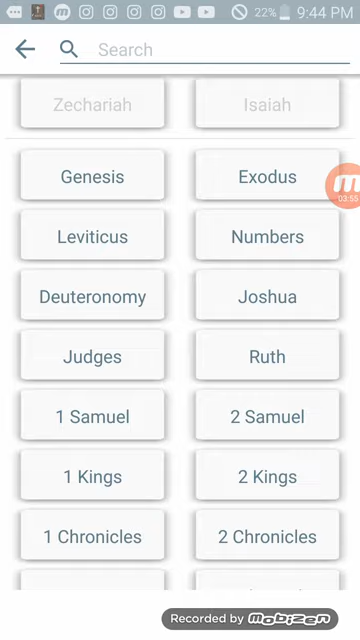 22% 9:44 PM
Search
Zechariah Isaiah
Genesis Exodus
03:55
Leviticus Numbers
Deuteronomy Joshua
Judges Ruth
1 Samuel 2 Samuel
1 Kings 2 Kings
1 Chronicles 2 Chronicles
Recorded by mobizen